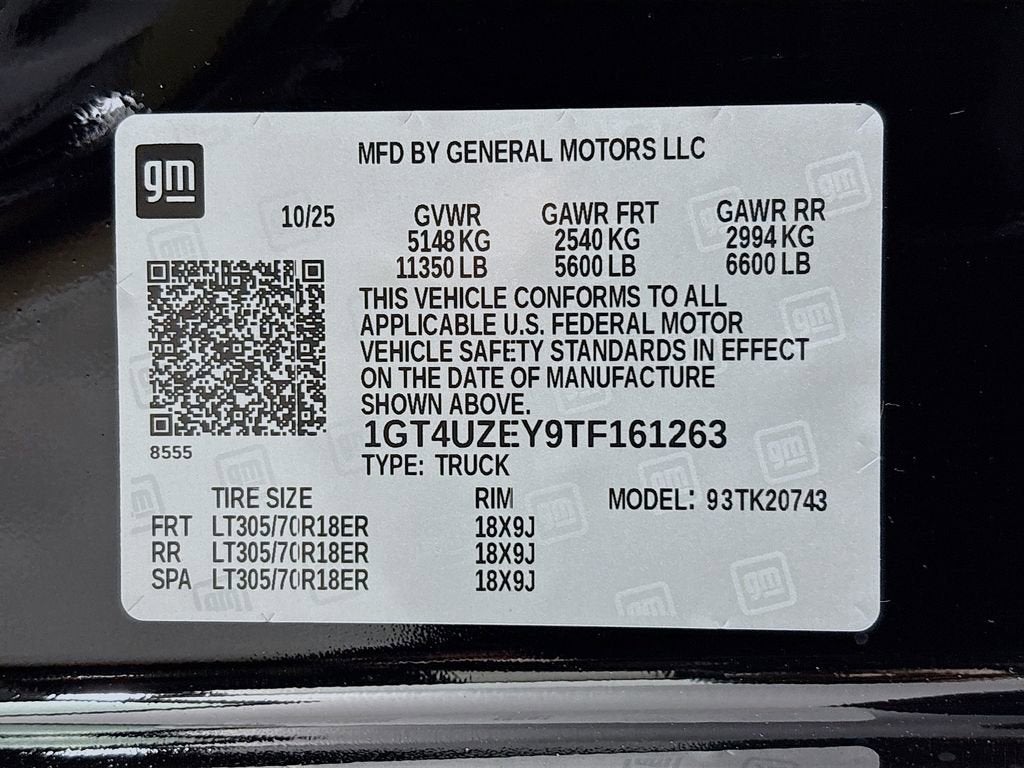 gm
MFD BY GENERAL MOTORS LLC
10/25 GVWR GAWR FRT GAWR RR
5148 KG 2540 KG 2994 KG
11350 LB 5600 LB 6600 LB
THIS VEHICLE CONFORMS TO ALL
APPLICABLE U.S. FEDERAL MOTOR
VEHICLE SAFETY STANDARDS IN EFFECT
ON THE DATE OF MANUFACTURE
SHOWN ABOVE.
1GT4UZEY9TF161263
8555
TYPE: TRUCK
TIRE SIZE RIM MODEL: 93TK20743
FRT LT305/70R18ER 18X9J
RR LT305/70R18ER 18X9J
SPA LT305/70R18ER 18X9J